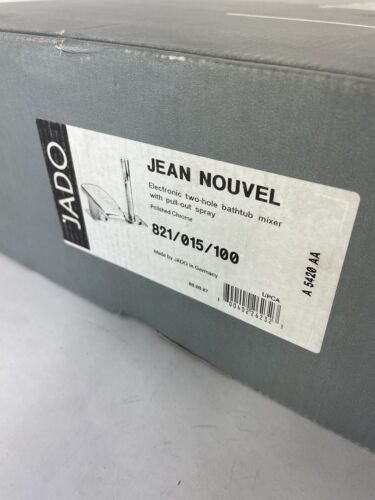 JADO
JEAN NOUVEL
Electronic two-hole bathtub mixer
with pull-out spray
Polished Chrome
821/015/100
Made by JADO in Germany
UPCA
A 5420 AA